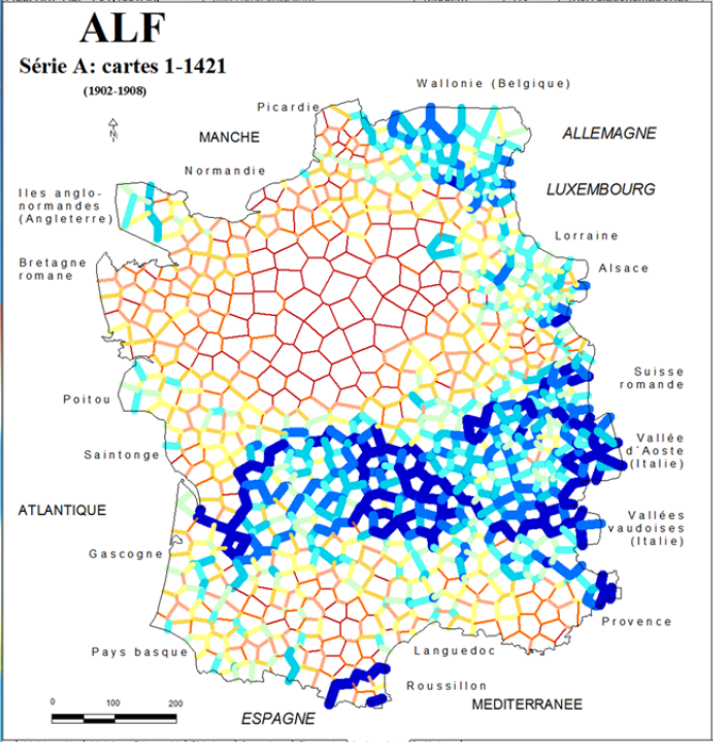 ALF
Série A: cartes 1-1421
(1902-1908)
N
Wallonie (Belgique)
Picardie
MANCHE
ALLEMAGNE
Normandie
LUXEMBOURG
Iles anglo-
normandes
(Angleterre)
Lorraine
Bretagne
romane
Alsace
Suisse
romande
Poitou
Vallée
d'Aoste
(Italie)
Saintonge
ATLANTIQUE
Vallées
vaudoises
(Italie)
Gascogne
Provence
Pays basque
Languedoc
Roussillon
MEDITERRANEE
0 100 200
ESPAGNE